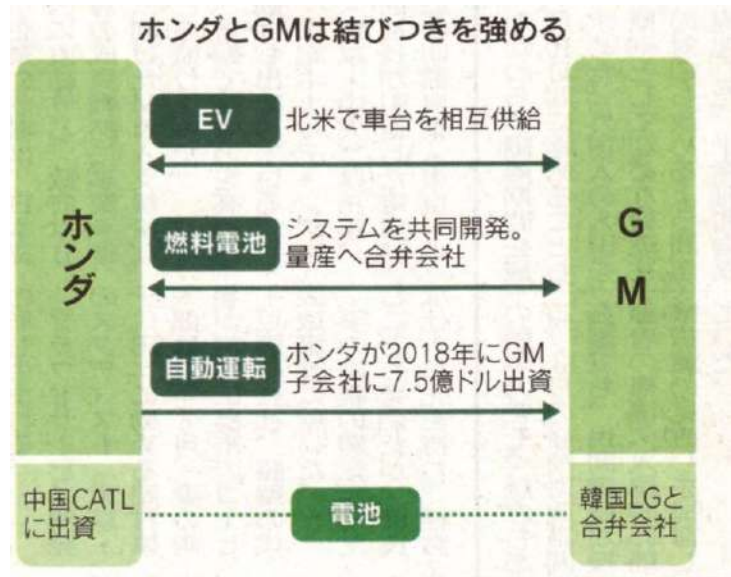 ホンダとGMは結びつきを強める
ホンダ
EV
北米で車台を相互供給
燃料電池
システムを共同開発。
量産へ合弁会社
自動運転
ホンダが2018年にGM
子会社に7.5億ドル出資
GM
中国CATL
に出資
電池
韓国LGと
合弁会社